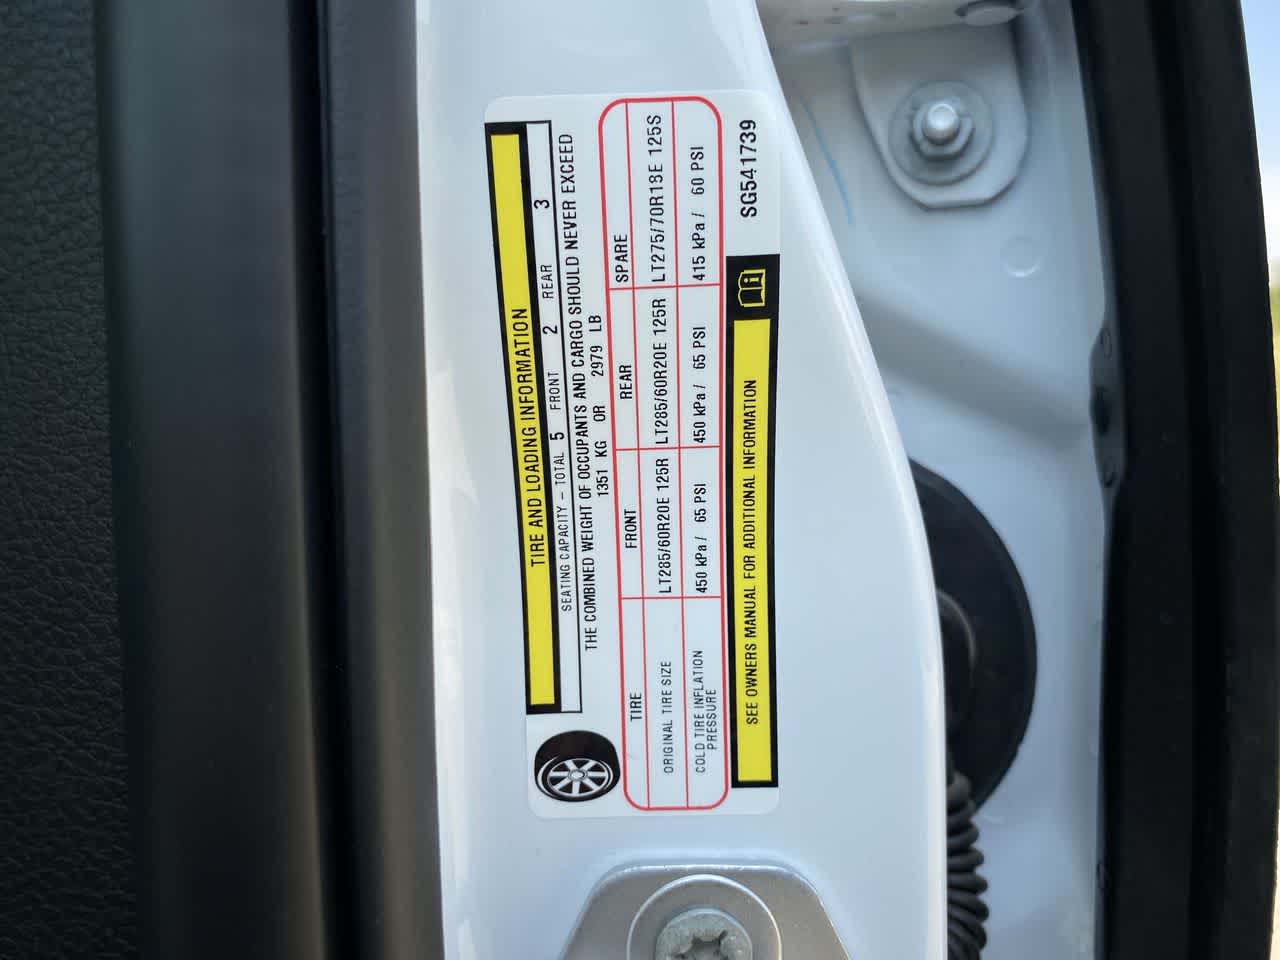 TIRE AND LOADING INFORMATION
SEATING CAPACITY – TOTAL 5 FRONT 2 REAR 3
THE COMBINED WEIGHT OF OCCUPANTS AND CARGO SHOULD NEVER EXCEED
1351 KG OR 2979 LB
TIRE FRONT REAR SPARE
ORIGINAL TIRE SIZE LT285/60R20E 125R LT285/60R20E 125R LT275/70R18E 125S
COLD TIRE INFLATION PRESSURE 450 kPa / 65 PSI 450 kPa / 65 PSI 415 kPa / 60 PSI
SEE OWNERS MANUAL FOR ADDITIONAL INFORMATION
SG541739